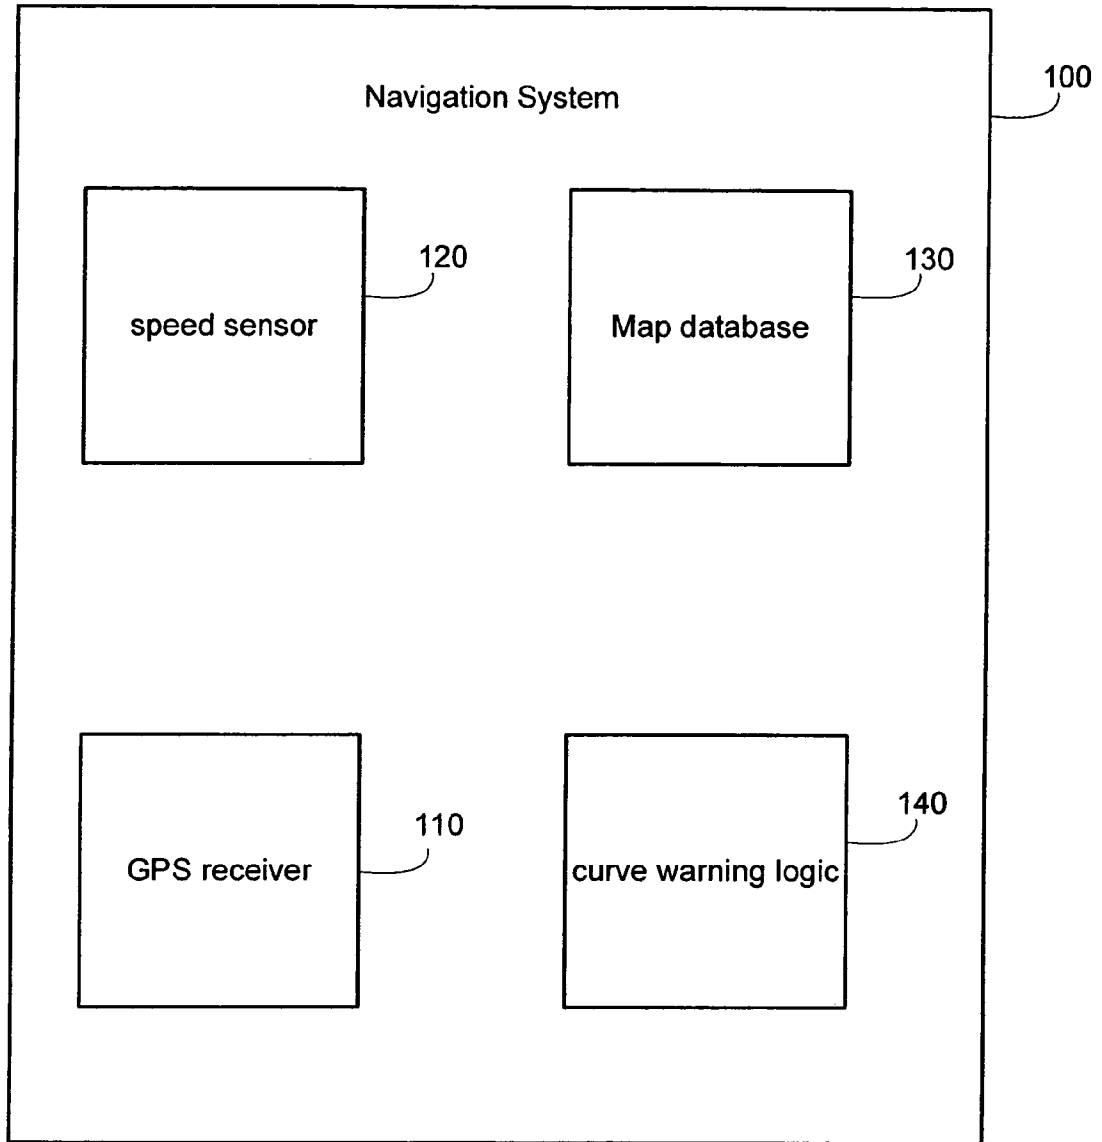 100
Navigation System
120
130
speed sensor
Map database
110
140
GPS receiver
curve warning logic